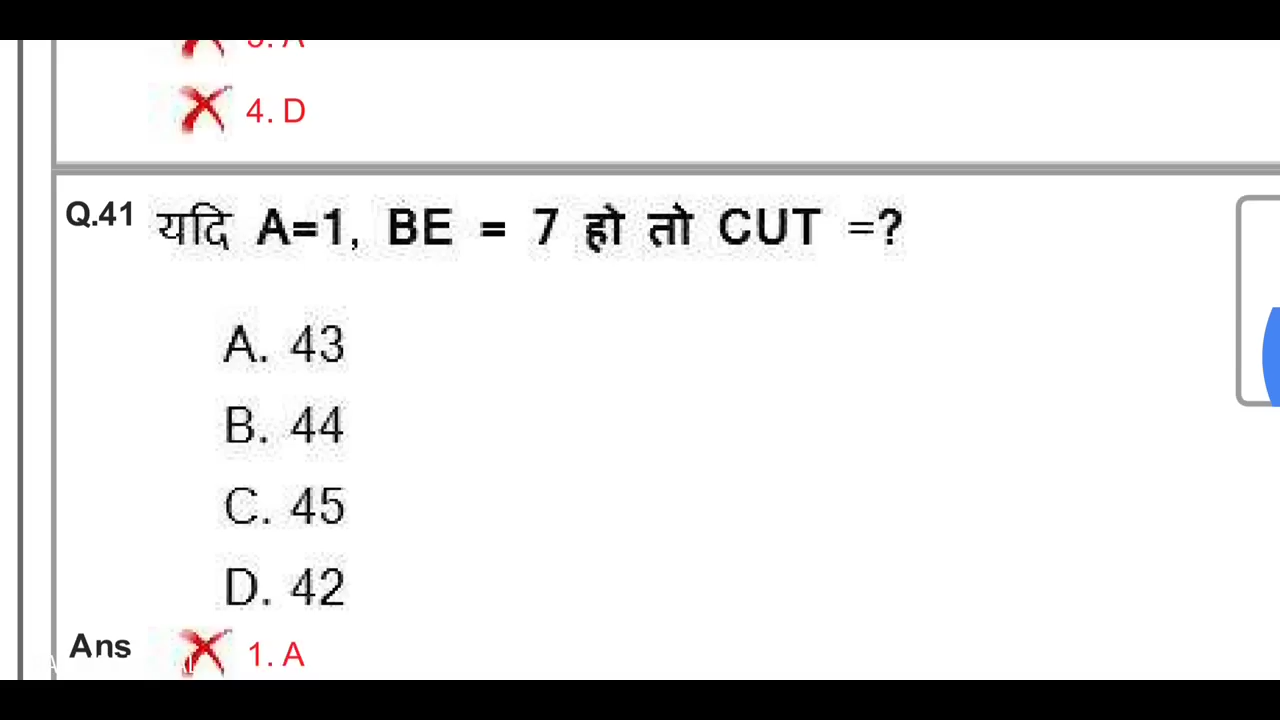 4. D
Q.41 यदि A=1, BE = 7 हो तो CUT =?
A. 43
B. 44
C. 45
D. 42
Ans 1. A